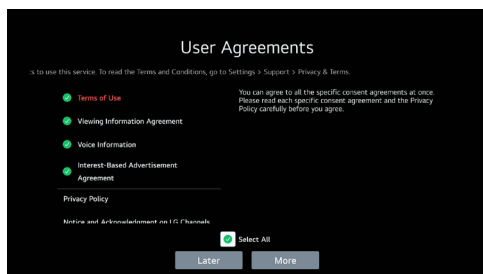 User Agreements
:s to use this service. To read the Terms and Conditions, go to Settings > Support > Privacy & Terms.
Terms of Use
Viewing Information Agreement
Voice Information
Interest-Based Advertisement
Agreement
Privacy Policy
Notice and Acknowledgment on LG Channels
You can agree to all the specific consent agreements at once.
Please read each specific consent agreement and the Privacy
Policy carefully before you agree.
Select All
Later
More